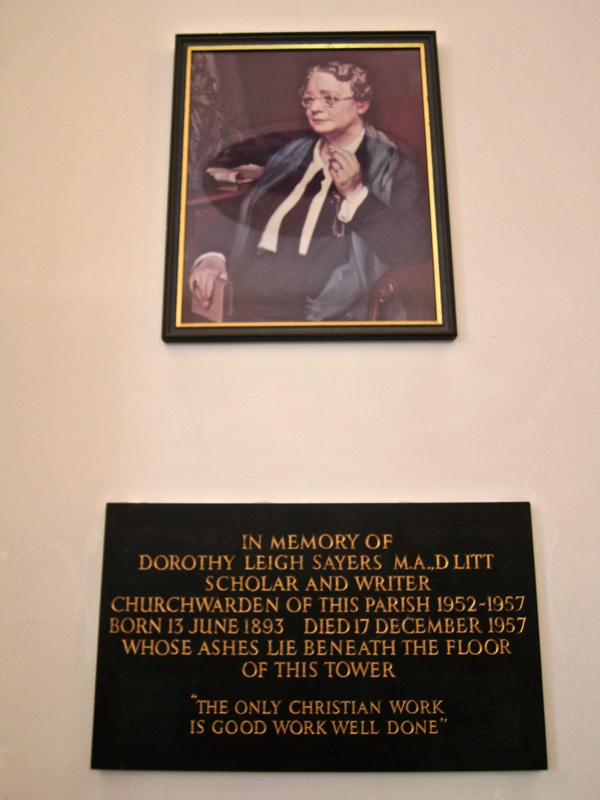 IN MEMORY OF
DOROTHY LEIGH SAYERS M.A.,D LITT
SCHOLAR AND WRITER
CHURCHWARDEN OF THIS PARISH 1952-1957
BORN 13 JUNE 1893 DIED 17 DECEMBER 1957
WHOSE ASHES LIE BENEATH THE FLOOR
OF THIS TOWER
"THE ONLY CHRISTIAN WORK
IS GOOD WORK WELL DONE"